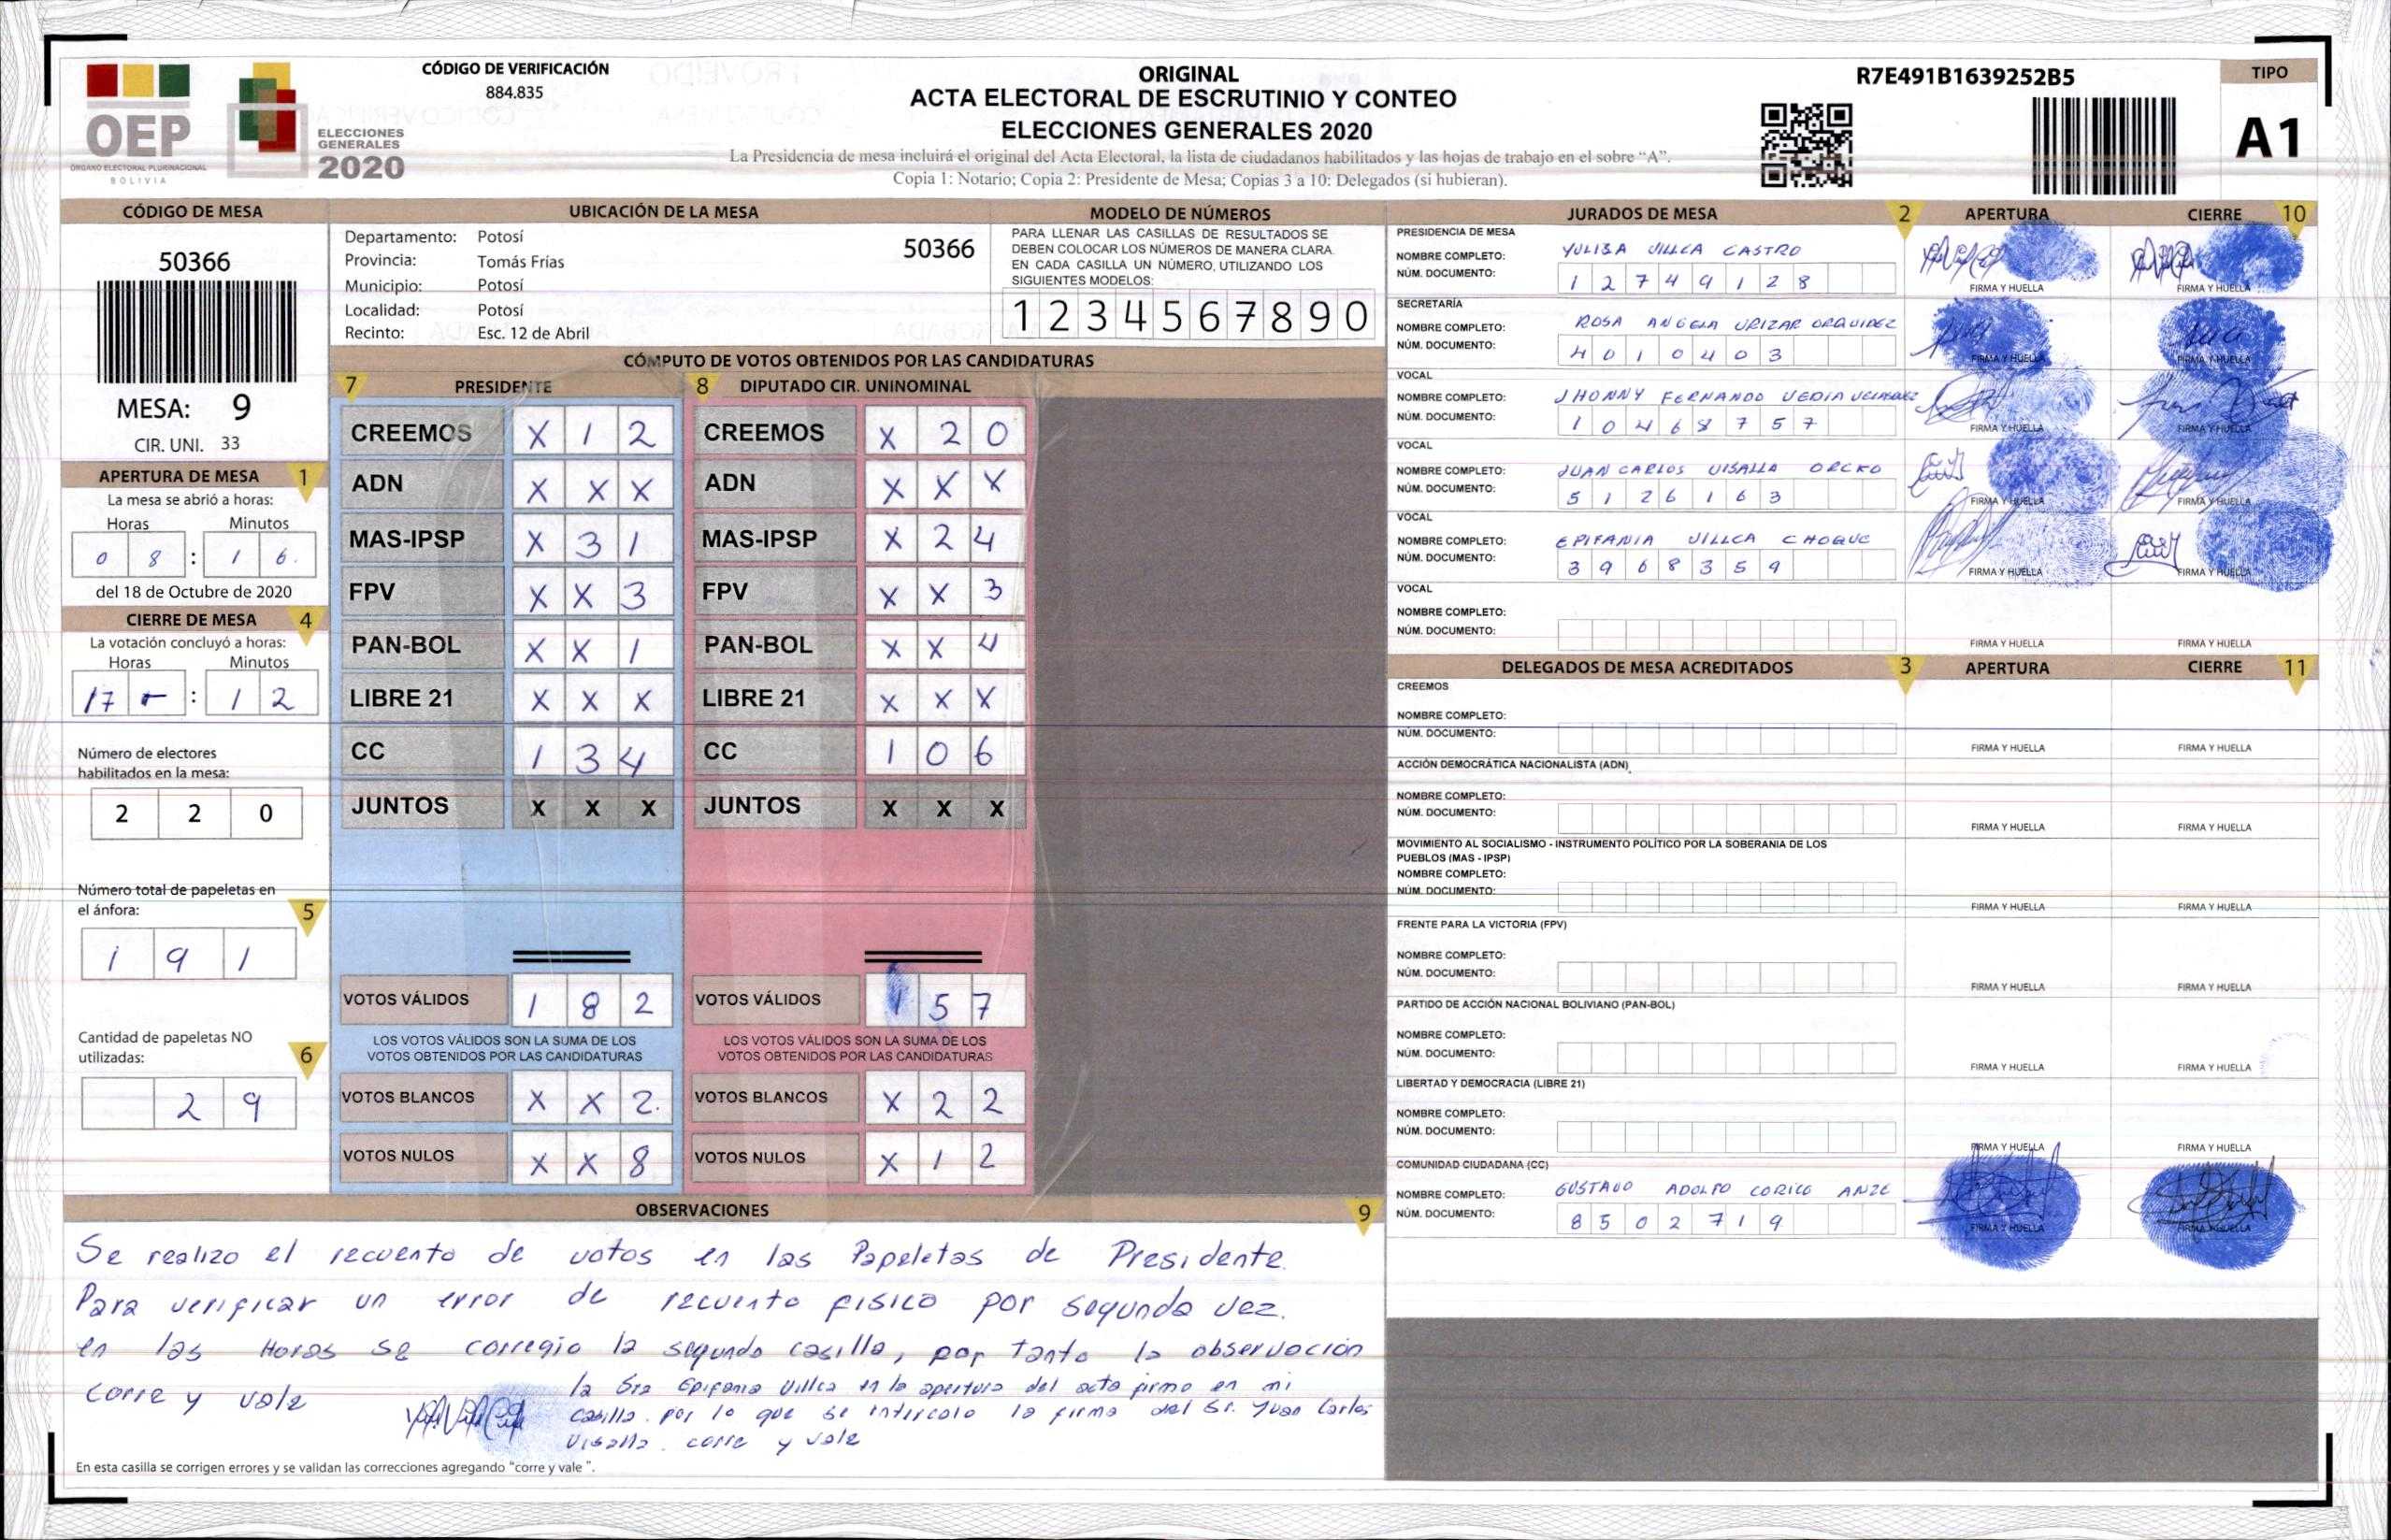 OEP
ÓRGANO ELECTORAL PLURINACIONAL
BOLIVIA
ELECCIONES
GENERALES
2020
CÓDIGO DE VERIFICACIÓN
884.835
ORIGINAL
ACTA ELECTORAL DE ESCRUTINIO Y CONTEO
ELECCIONES GENERALES 2020
La Presidencia de mesa incluirá el original del Acta Electoral, la lista de ciudadanos habilitados y las hojas de trabajo en el sobre “A”.
Copia 1: Notario; Copia 2: Presidente de Mesa; Copias 3 a 10: Delegados (si hubieran).
R7E491B1639252B5
TIPO
A1
CÓDIGO DE MESA
50366
MESA: 9
CIR. UNI. 33
APERTURA DE MESA 1
La mesa se abrió a horas:
Horas Minutos
0 8 : 1 6
del 18 de Octubre de 2020
CIERRE DE MESA 4
La votación concluyó a horas:
Horas Minutos
17 : 1 2
Número de electores
habilitados en la mesa:
2 2 0
Número total de papeletas en
el ánfora: 5
1 9 1
Cantidad de papeletas NO
utilizadas: 6
2 9
UBICACIÓN DE LA MESA
Departamento: Potosí 50366
Provincia: Tomás Frías
Municipio: Potosí
Localidad: Potosí
Recinto: Esc. 12 de Abril
MODELO DE NÚMEROS
PARA LLENAR LAS CASILLAS DE RESULTADOS SE
DEBEN COLOCAR LOS NÚMEROS DE MANERA CLARA.
EN CADA CASILLA UN NÚMERO, UTILIZANDO LOS
SIGUIENTES MODELOS:
1 2 3 4 5 6 7 8 9 0
CÓMPUTO DE VOTOS OBTENIDOS POR LAS CANDIDATURAS
7 PRESIDENTE
CREEMOS X 1 2
ADN X X X
MAS-IPSP X 3 1
FPV X X 3
PAN-BOL X X 1
LIBRE 21 X X X
CC 1 3 4
JUNTOS X X X
VOTOS VÁLIDOS 1 8 2
LOS VOTOS VÁLIDOS SON LA SUMA DE LOS
VOTOS OBTENIDOS POR LAS CANDIDATURAS
VOTOS BLANCOS X X 2
VOTOS NULOS X X 8
8 DIPUTADO CIR. UNINOMINAL
CREEMOS X 2 0
ADN X X X
MAS-IPSP X 2 4
FPV X X 3
PAN-BOL X X 4
LIBRE 21 X X X
CC 1 0 6
JUNTOS X X X
VOTOS VÁLIDOS 1 5 7
LOS VOTOS VÁLIDOS SON LA SUMA DE LOS
VOTOS OBTENIDOS POR LAS CANDIDATURAS
VOTOS BLANCOS X 2 2
VOTOS NULOS X 1 2
OBSERVACIONES 9
Se realizo el recuento de votos en las Papeletas de Presidente.
Para verificar un error de recuento fisico por segunda vez.
en las Horas se corregio la segunda casilla, por tanto la observacion
corre y vale
la Sra Epifania Villca en la apertura del acta firmo en mi
casilla. por lo que se intercalo la firma del Sr. Juan Carlos
Visalla. corre y vale
En esta casilla se corrigen errores y se validan las correcciones agregando “corre y vale ”.
JURADOS DE MESA 2 APERTURA CIERRE 10
PRESIDENCIA DE MESA
NOMBRE COMPLETO: YULISA VILLCA CASTRO
NÚM. DOCUMENTO: 1 2 7 4 9 1 2 8
FIRMA Y HUELLA FIRMA Y HUELLA
SECRETARÍA
NOMBRE COMPLETO: ROSA ANGELA URIZAR ORQUIDEZ
NÚM. DOCUMENTO: 4 0 1 0 4 0 3
FIRMA Y HUELLA FIRMA Y HUELLA
VOCAL
NOMBRE COMPLETO: JHONNY FERNANDO VEDIA VELASQUEZ
NÚM. DOCUMENTO: 1 0 4 6 8 7 5 7
FIRMA Y HUELLA FIRMA Y HUELLA
VOCAL
NOMBRE COMPLETO: JUAN CARLOS VISALLA ORCKO
NÚM. DOCUMENTO: 5 1 2 6 1 6 3
FIRMA Y HUELLA FIRMA Y HUELLA
VOCAL
NOMBRE COMPLETO: EPIFANIA VILLCA CHOQUE
NÚM. DOCUMENTO: 3 9 6 8 3 5 9
FIRMA Y HUELLA FIRMA Y HUELLA
VOCAL
NOMBRE COMPLETO:
NÚM. DOCUMENTO:
FIRMA Y HUELLA FIRMA Y HUELLA
DELEGADOS DE MESA ACREDITADOS 3 APERTURA CIERRE 11
CREEMOS
NOMBRE COMPLETO:
NÚM. DOCUMENTO:
FIRMA Y HUELLA FIRMA Y HUELLA
ACCIÓN DEMOCRÁTICA NACIONALISTA (ADN)
NOMBRE COMPLETO:
NÚM. DOCUMENTO:
FIRMA Y HUELLA FIRMA Y HUELLA
MOVIMIENTO AL SOCIALISMO - INSTRUMENTO POLÍTICO POR LA SOBERANIA DE LOS
PUEBLOS (MAS - IPSP)
NOMBRE COMPLETO:
NÚM. DOCUMENTO:
FIRMA Y HUELLA FIRMA Y HUELLA
FRENTE PARA LA VICTORIA (FPV)
NOMBRE COMPLETO:
NÚM. DOCUMENTO:
FIRMA Y HUELLA FIRMA Y HUELLA
PARTIDO DE ACCIÓN NACIONAL BOLIVIANO (PAN-BOL)
NOMBRE COMPLETO:
NÚM. DOCUMENTO:
FIRMA Y HUELLA FIRMA Y HUELLA
LIBERTAD Y DEMOCRACIA (LIBRE 21)
NOMBRE COMPLETO:
NÚM. DOCUMENTO:
FIRMA Y HUELLA FIRMA Y HUELLA
COMUNIDAD CIUDADANA (CC)
NOMBRE COMPLETO: GUSTAVO ADOLFO CORICO ANZE
NÚM. DOCUMENTO: 8 5 0 2 7 1 9
FIRMA Y HUELLA FIRMA Y HUELLA